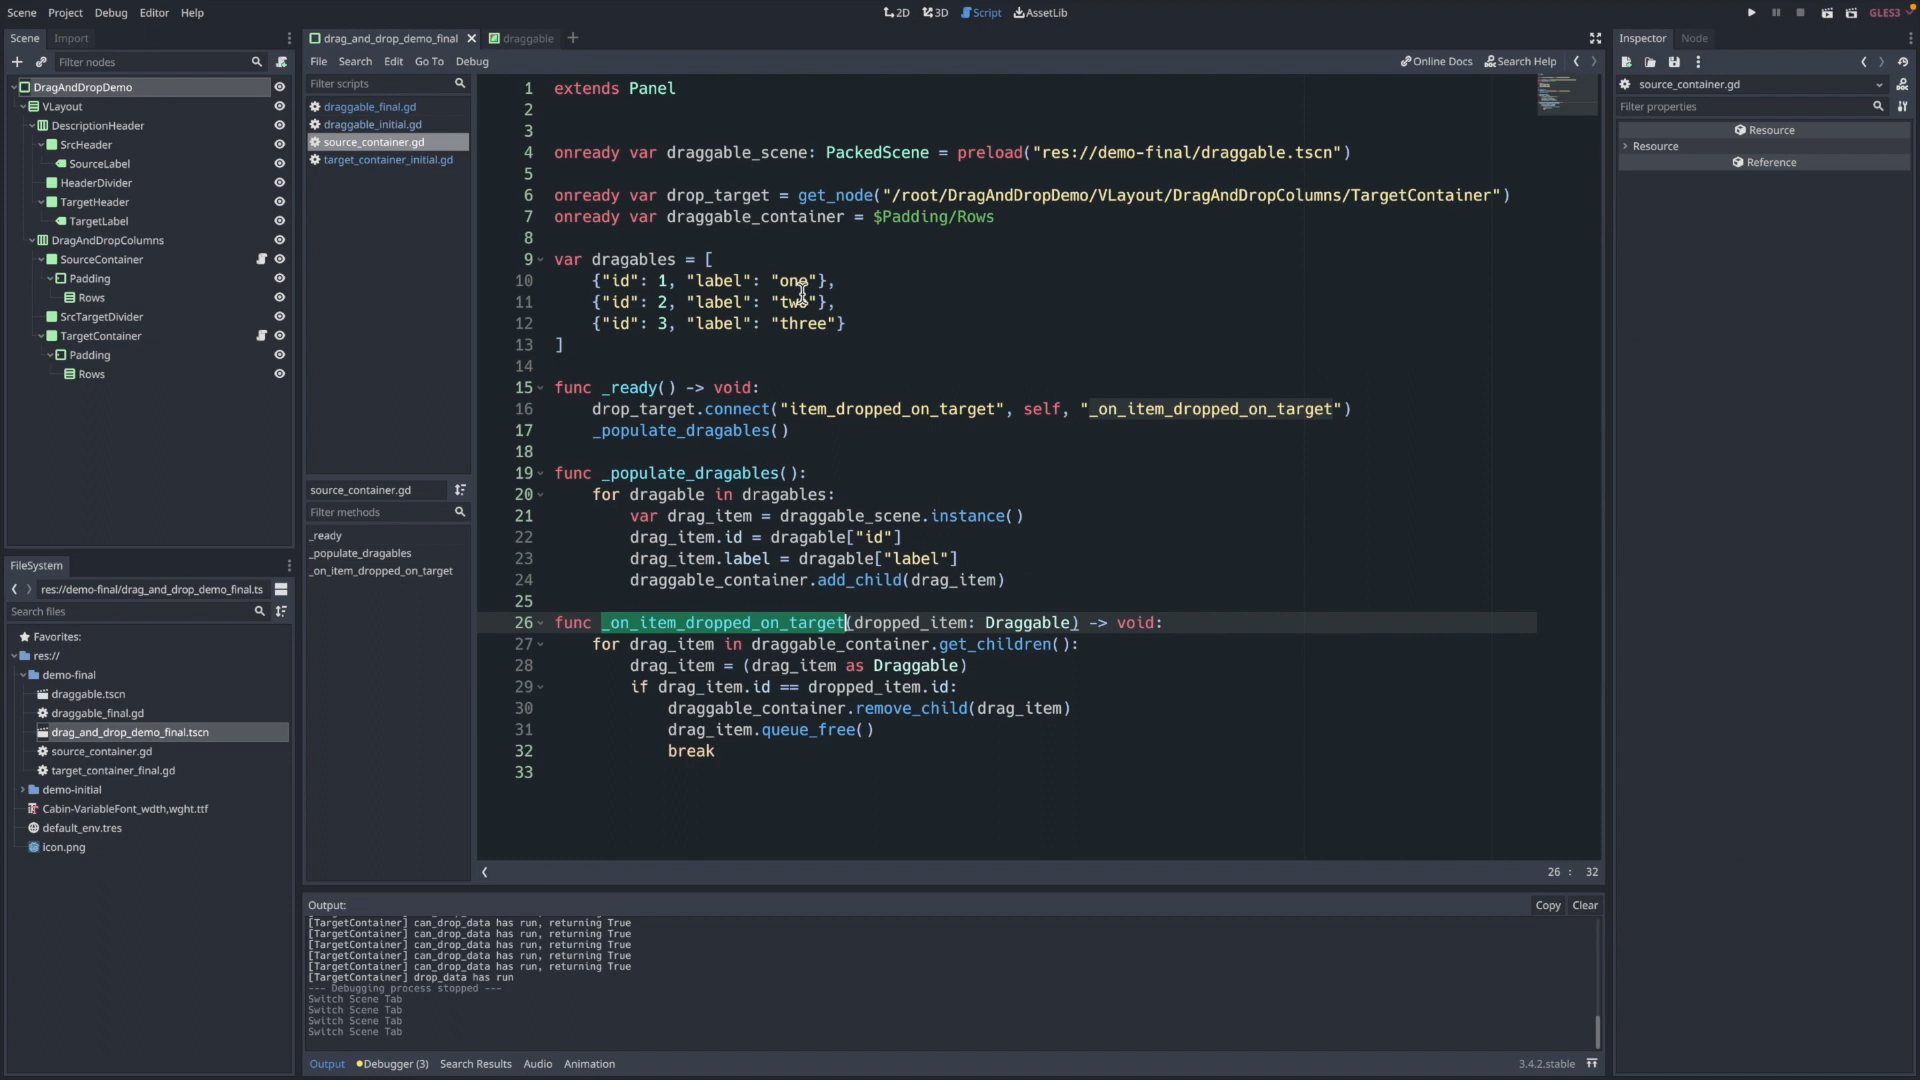 Scene Project Debug Editor Help
2D 3D Script AssetLib
GLES3
Scene Import
Filter nodes
DragAndDropDemo
VLayout
DescriptionHeader
SrcHeader
SourceLabel
HeaderDivider
TargetHeader
TargetLabel
DragAndDropColumns
SourceContainer
Padding
Rows
SrcTargetDivider
TargetContainer
Padding
Rows
FileSystem
res://demo-final/drag_and_drop_demo_final.ts
Search files
Favorites:
res://
demo-final
draggable.tscn
draggable_final.gd
drag_and_drop_demo_final.tscn
source_container.gd
target_container_final.gd
demo-initial
Cabin-VariableFont_wdth,wght.ttf
default_env.tres
icon.png
drag_and_drop_demo_final draggable
File Search Edit Go To Debug
Online Docs Search Help
Filter scripts
draggable_final.gd
draggable_initial.gd
source_container.gd
target_container_initial.gd
source_container.gd
Filter methods
_ready
_populate_dragables
_on_item_dropped_on_target
1 extends Panel
2
3
4 onready var draggable_scene: PackedScene = preload("res://demo-final/draggable.tscn")
5
6 onready var drop_target = get_node("/root/DragAndDropDemo/VLayout/DragAndDropColumns/TargetContainer")
7 onready var draggable_container = $Padding/Rows
8
9 var dragables = [
10 {"id": 1, "label": "one"},
11 {"id": 2, "label": "two"},
12 {"id": 3, "label": "three"}
13 ]
14
15 func _ready() -> void:
16 drop_target.connect("item_dropped_on_target", self, "_on_item_dropped_on_target")
17 _populate_dragables()
18
19 func _populate_dragables():
20 for dragable in dragables:
21 var drag_item = draggable_scene.instance()
22 drag_item.id = dragable["id"]
23 drag_item.label = dragable["label"]
24 draggable_container.add_child(drag_item)
25
26 func _on_item_dropped_on_target(dropped_item: Draggable) -> void:
27 for drag_item in draggable_container.get_children():
28 drag_item = (drag_item as Draggable)
29 if drag_item.id == dropped_item.id:
30 draggable_container.remove_child(drag_item)
31 drag_item.queue_free()
32 break
33
26 : 32
Output:
Copy Clear
[TargetContainer] can_drop_data has run, returning True
[TargetContainer] can_drop_data has run, returning True
[TargetContainer] can_drop_data has run, returning True
[TargetContainer] can_drop_data has run, returning True
[TargetContainer] can_drop_data has run, returning True
[TargetContainer] drop_data has run
--- Debugging process stopped ---
Switch Scene Tab
Switch Scene Tab
Switch Scene Tab
Switch Scene Tab
Output Debugger (3) Search Results Audio Animation
3.4.2.stable
Inspector Node
source_container.gd
Filter properties
Resource
Resource
Reference